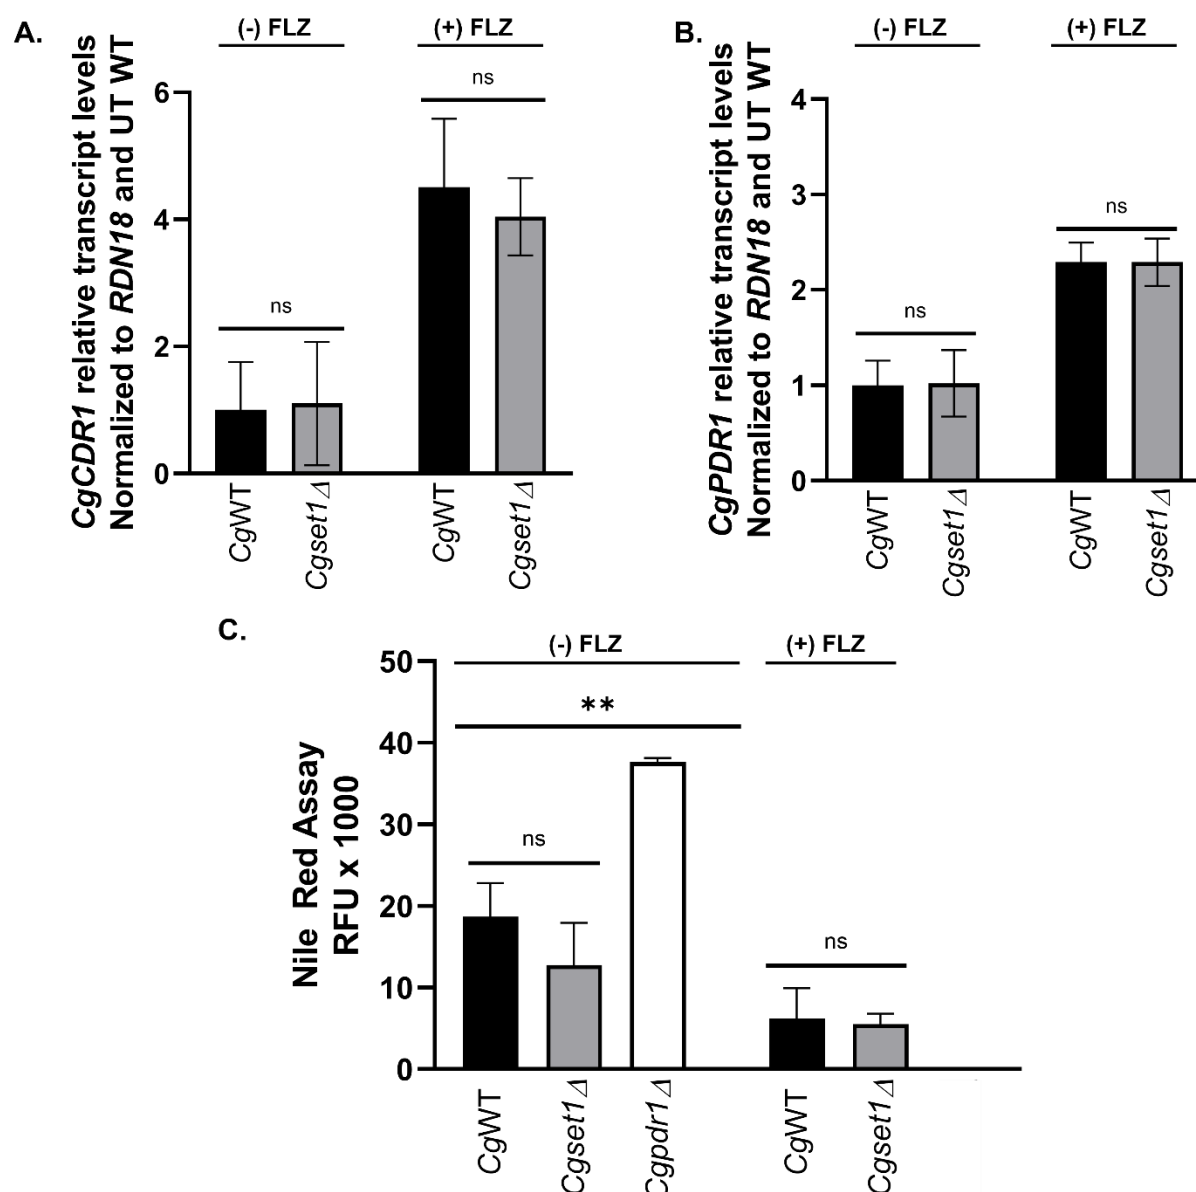 A.
(-) FLZ
(+) FLZ
CgCDR1 relative transcript levels
Normalized to RDN18 and UT WT
6
4
2
0
ns
ns
CgWT
Cgset1Δ
CgWT
Cgset1Δ
B.
(-) FLZ
(+) FLZ
CgPDR1 relative transcript levels
Normalized to RDN18 and UT WT
4
3
2
1
0
ns
ns
CgWT
Cgset1Δ
CgWT
Cgset1Δ
C.
(-) FLZ
(+) FLZ
Nile Red Assay
RFU x 1000
50
40
30
20
10
0
**
ns
ns
CgWT
Cgset1Δ
Cgpdr1Δ
CgWT
Cgset1Δ